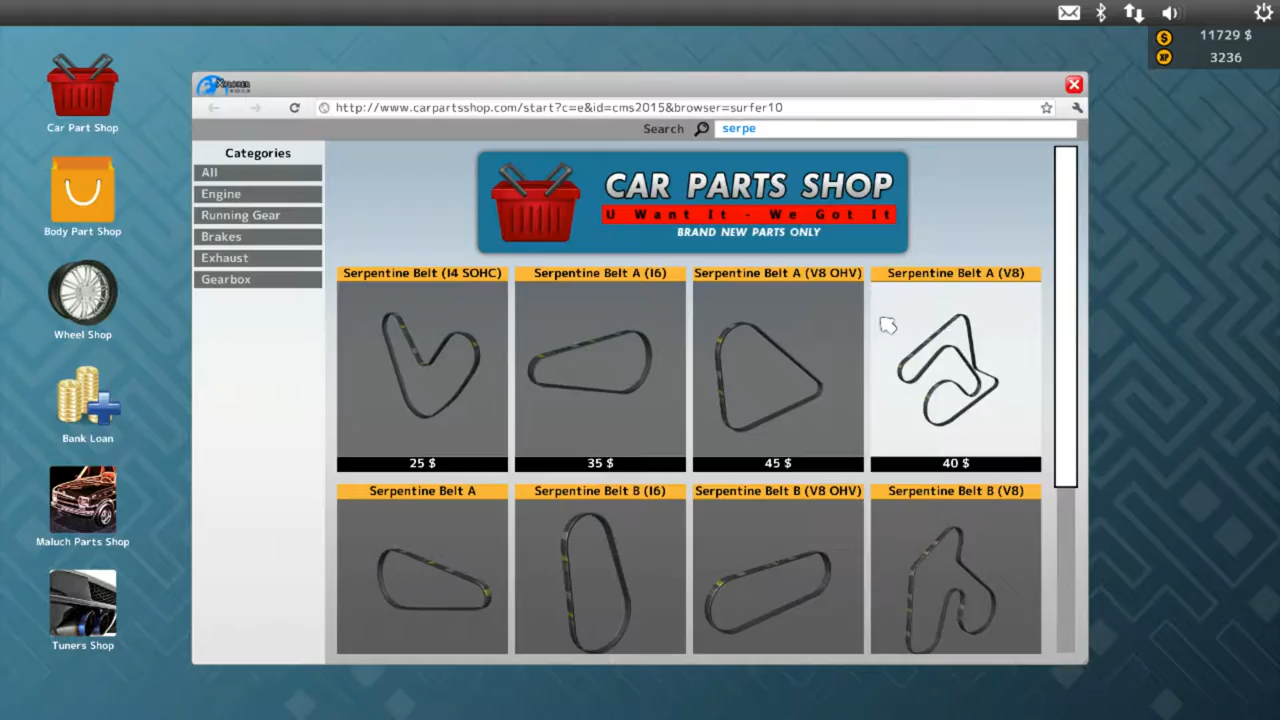 11729 $
3236
Car Part Shop
Body Part Shop
Wheel Shop
Bank Loan
Maluch Parts Shop
Tuners Shop
http://www.carpartsshop.com/start?c=e&id=cms2015&browser=surfer10
Search serpe
Categories
All
Engine
Running Gear
Brakes
Exhaust
Gearbox
CAR PARTS SHOP
U Want It - We Got It
BRAND NEW PARTS ONLY
Serpentine Belt (I4 SOHC)
25 $
Serpentine Belt A (I6)
35 $
Serpentine Belt A (V8 OHV)
45 $
Serpentine Belt A (V8)
40 $
Serpentine Belt A
Serpentine Belt B (I6)
Serpentine Belt B (V8 OHV)
Serpentine Belt B (V8)